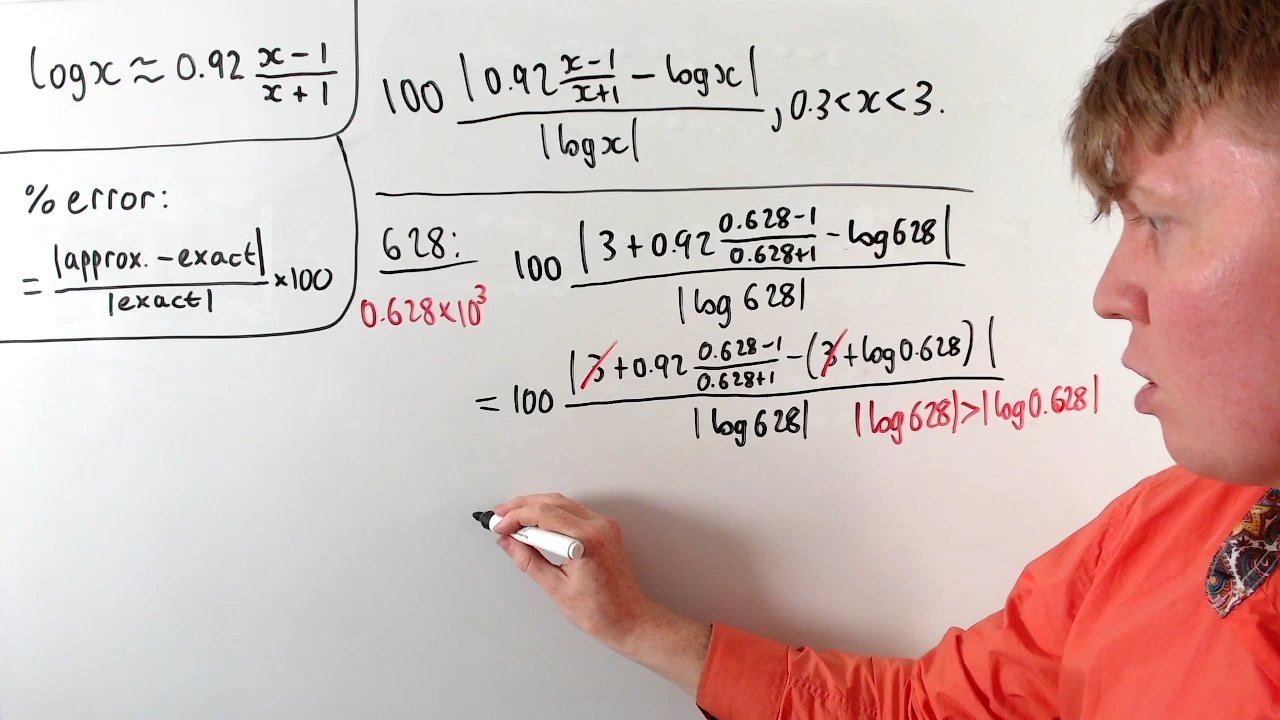 log x ≈ 0.92 x − 1 / x + 1
% error:
= |approx. − exact| / |exact| × 100
100 |0.92 x−1 / x+1 − log x| / |log x| , 0.3 < x < 3.
628:
0.628 × 10³
100 |3 + 0.92 0.628−1 / 0.628+1 − log 628| / |log 628|
= 100 |3 + 0.92 0.628−1 / 0.628+1 − (3 + log 0.628)| / |log 628|
|log 628| > |log 0.628|